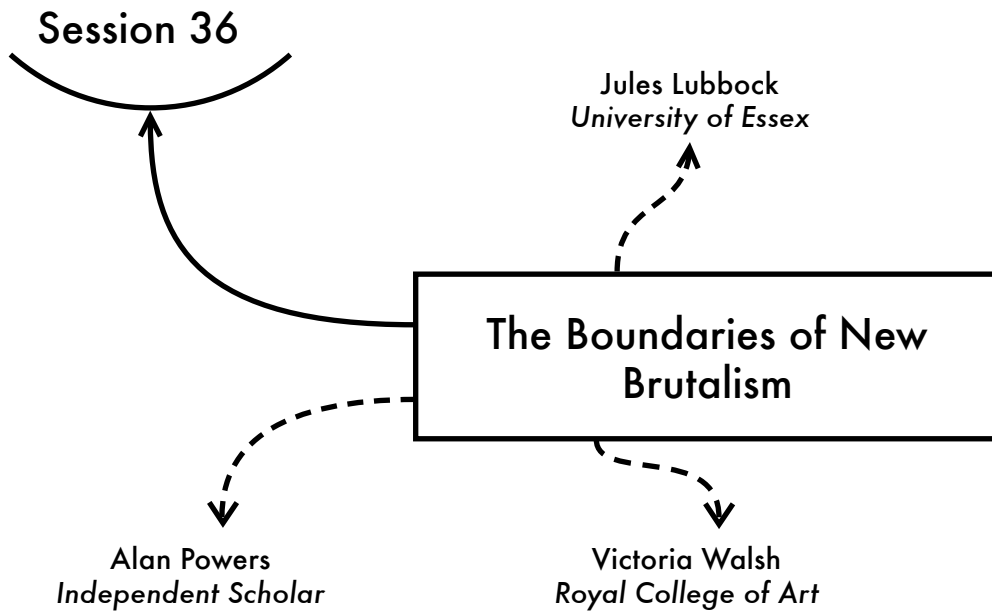 Session 36
Jules Lubbock
University of Essex
The Boundaries of New
Brutalism
Alan Powers
Independent Scholar
Victoria Walsh
Royal College of Art